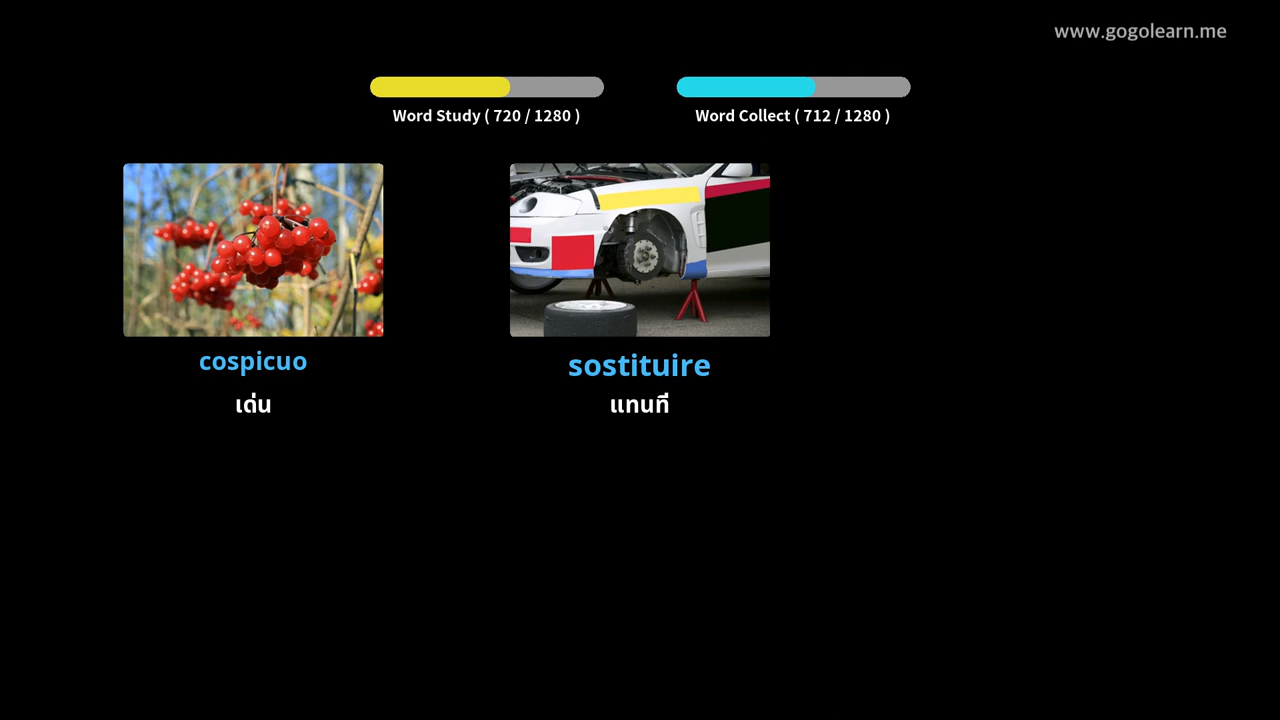 www.gogolearn.me
Word Study ( 720 / 1280 )
Word Collect ( 712 / 1280 )
cospicuo
เด่น
sostituire
แทนที่